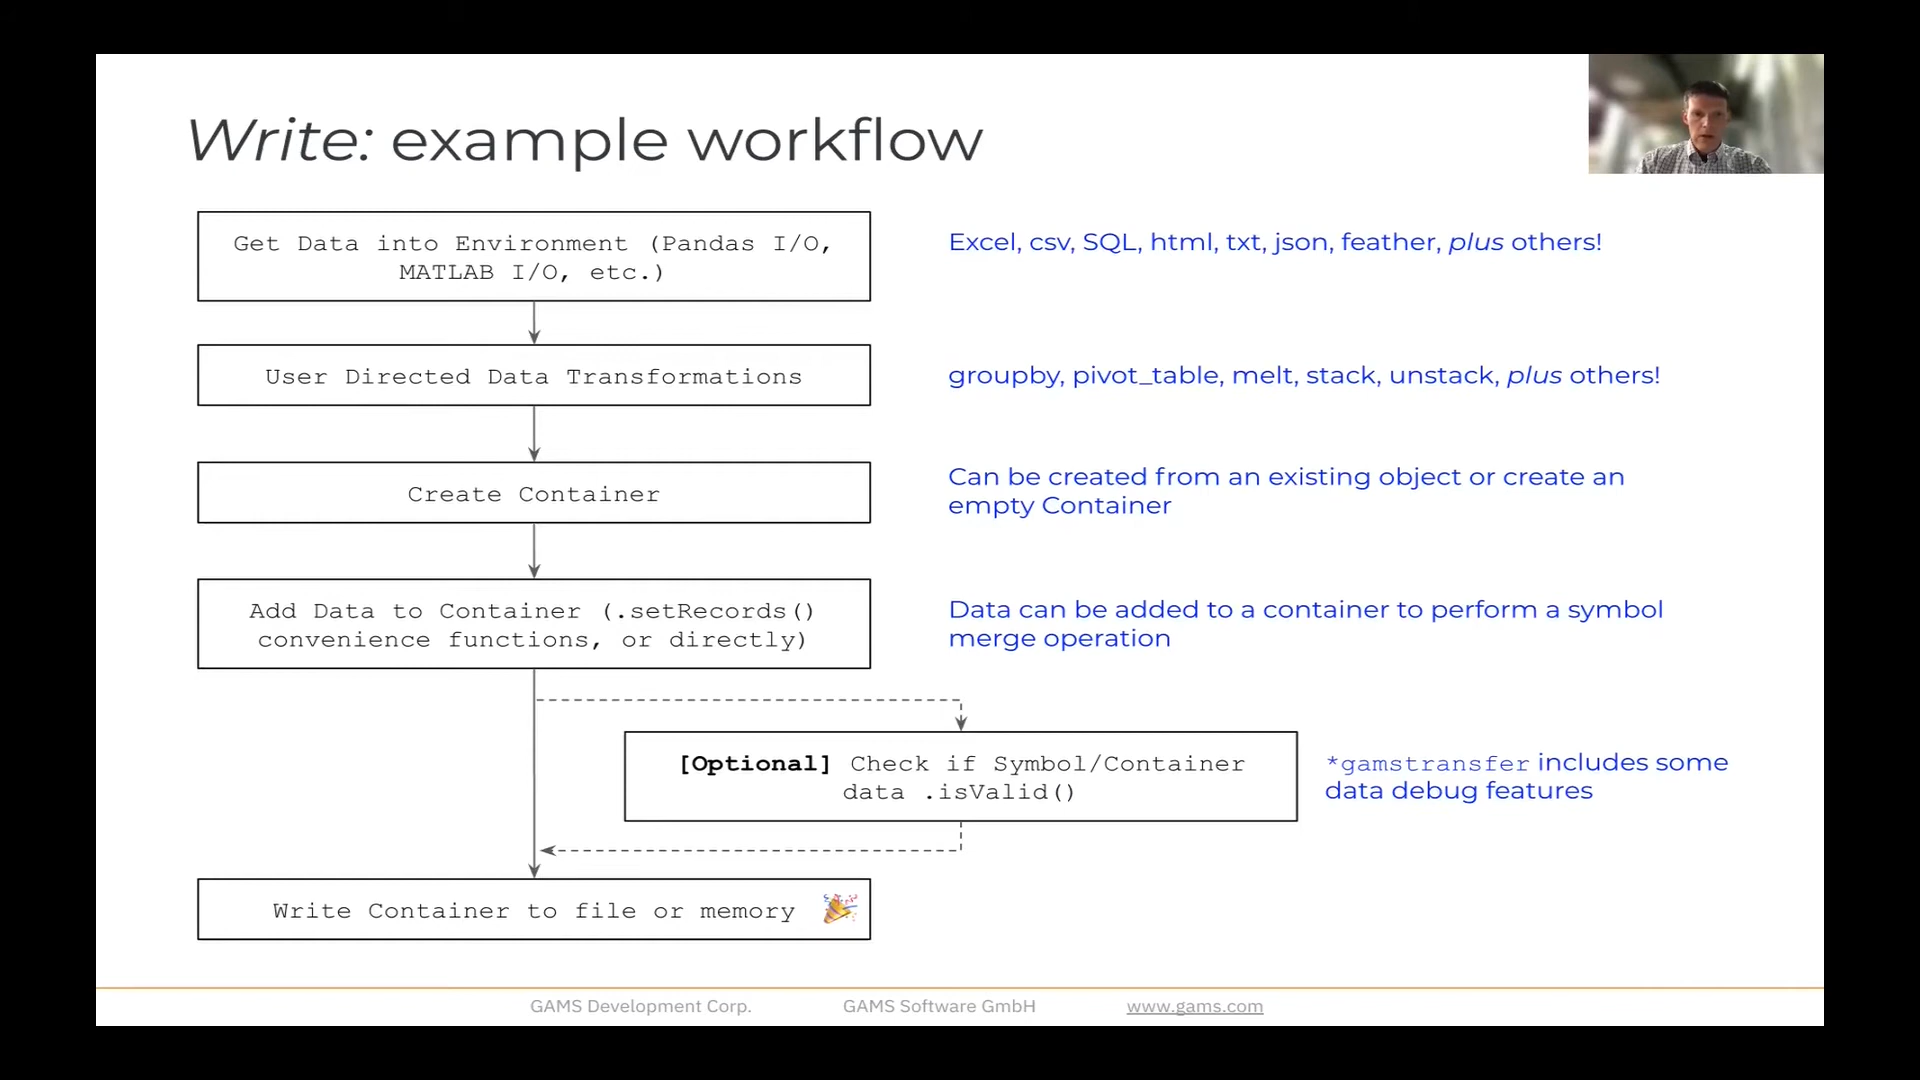 Write: example workflow
Get Data into Environment (Pandas I/O,
MATLAB I/O, etc.)
Excel, csv, SQL, html, txt, json, feather, plus others!
User Directed Data Transformations
groupby, pivot_table, melt, stack, unstack, plus others!
Create Container
Can be created from an existing object or create an
empty Container
Add Data to Container (.setRecords()
convenience functions, or directly)
Data can be added to a container to perform a symbol
merge operation
[Optional] Check if Symbol/Container
data .isValid()
*gamstransfer includes some
data debug features
Write Container to file or memory
GAMS Development Corp.
GAMS Software GmbH
www.gams.com